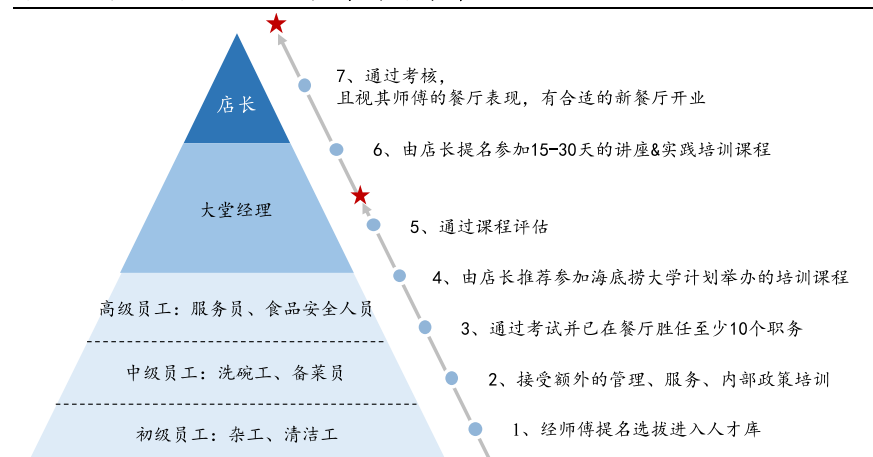 店长
7、通过考核，
且视其师傅的餐厅表现，有合适的新餐厅开业
6、由店长提名参加15-30天的讲座&实践培训课程
大堂经理
5、通过课程评估
4、由店长推荐参加海底捞大学计划举办的培训课程
高级员工：服务员、食品安全人员
3、通过考试并已在餐厅胜任至少10个职务
中级员工：洗碗工、备菜员
2、接受额外的管理、服务、内部政策培训
初级员工：杂工、清洁工
1、经师傅提名选拔进入人才库